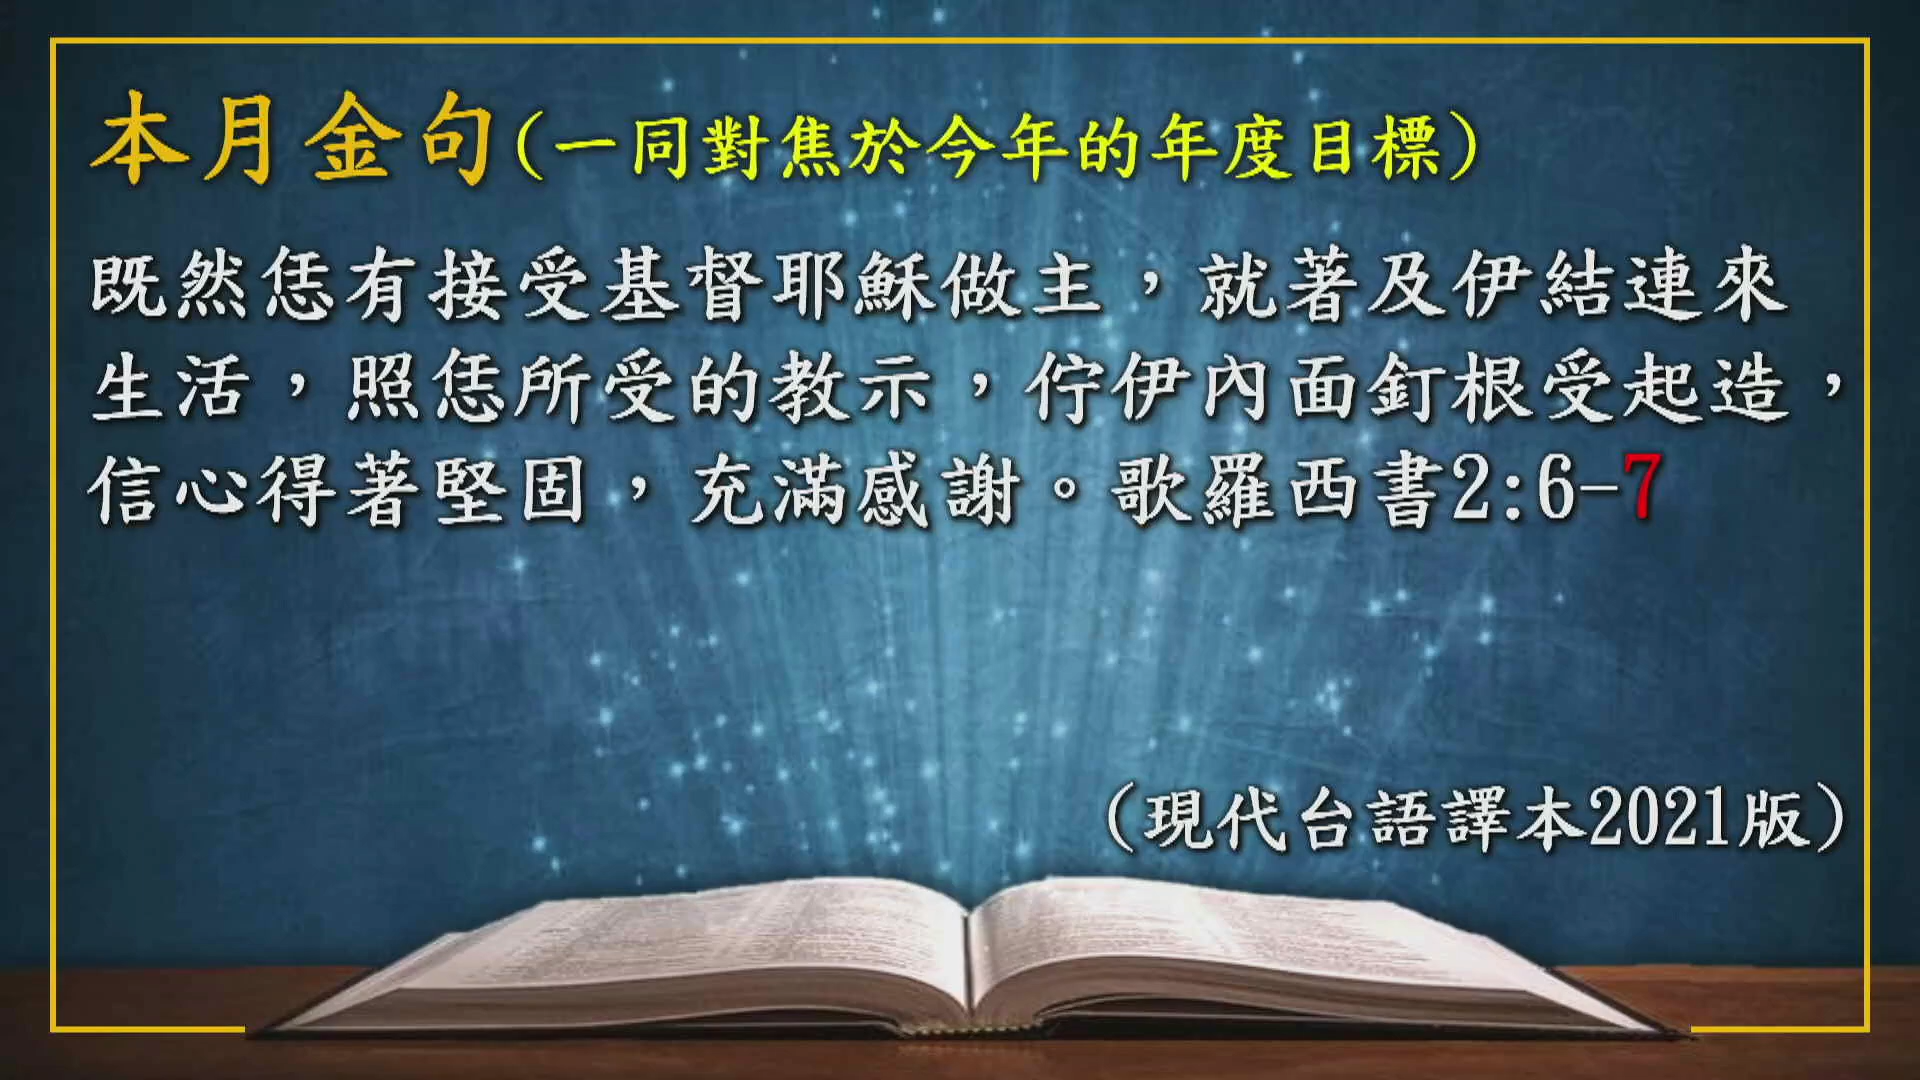 本月金句(一同對焦於今年的年度目標)
既然恁有接受基督耶穌做主，就著及伊結連來
生活，照恁所受的教示，佇伊內面釘根受起造，
信心得著堅固，充滿感謝。歌羅西書2:6-7
(現代台語譯本2021版)